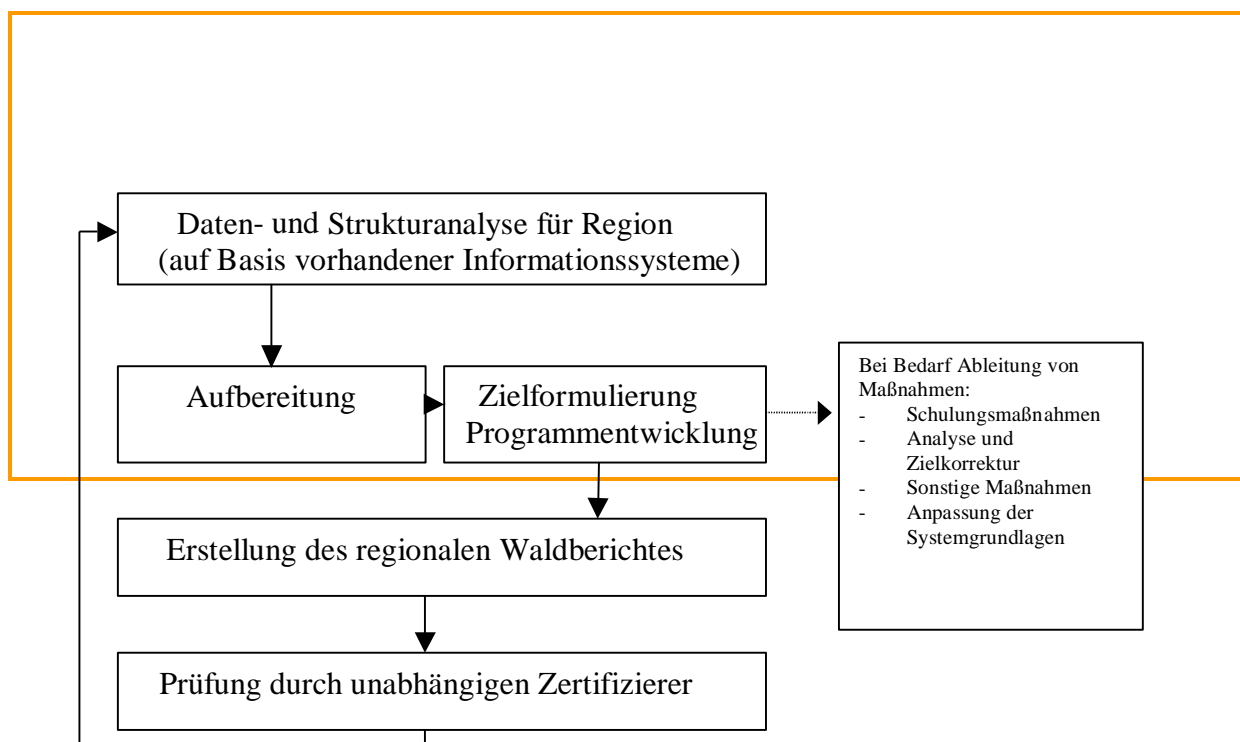 Daten- und Strukturanalyse für Region
(auf Basis vorhandener Informationssysteme)
Aufbereitung
Zielformulierung
Programmentwicklung
Bei Bedarf Ableitung von
Maßnahmen:
- Schulungsmaßnahmen
- Analyse und
Zielkorrektur
- Sonstige Maßnahmen
- Anpassung der
Systemgrundlagen
Erstellung des regionalen Waldberichtes
Prüfung durch unabhängigen Zertifizierer